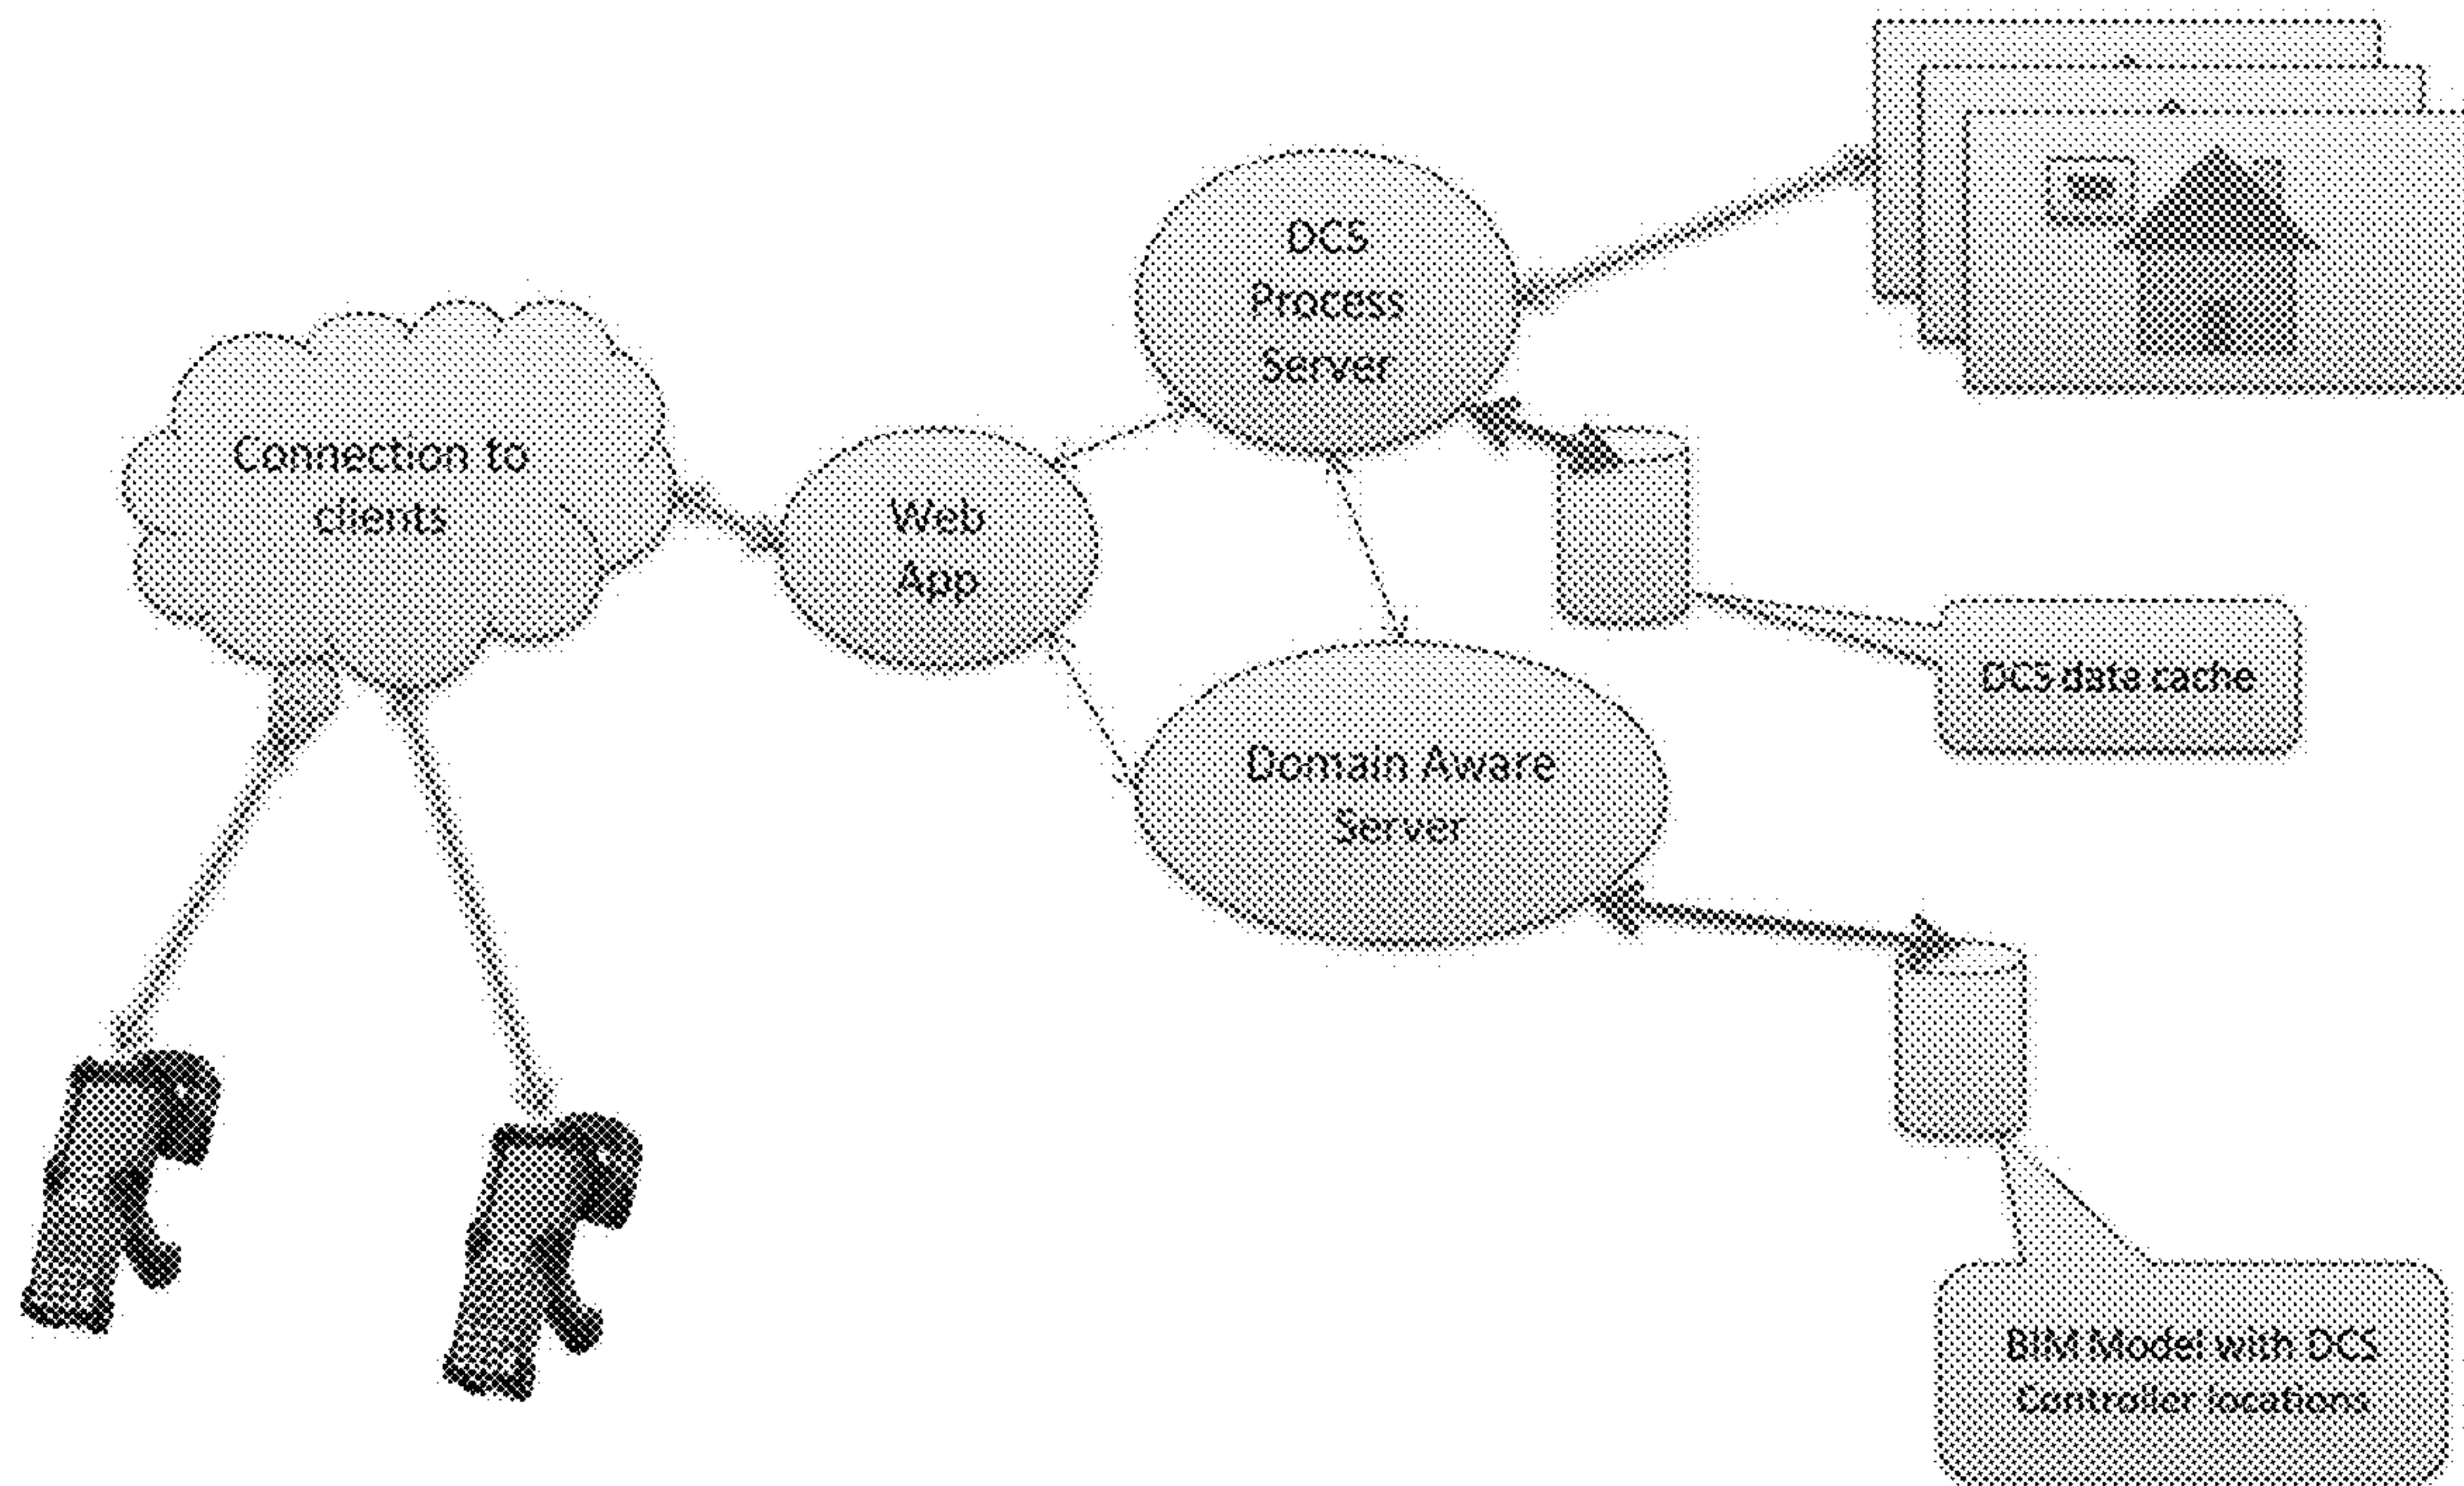 DCS
Process
Server
Connection to
clients
Web
App
DCS data cache
Domain Aware
Server
BIM Model with DCS
Controller locations